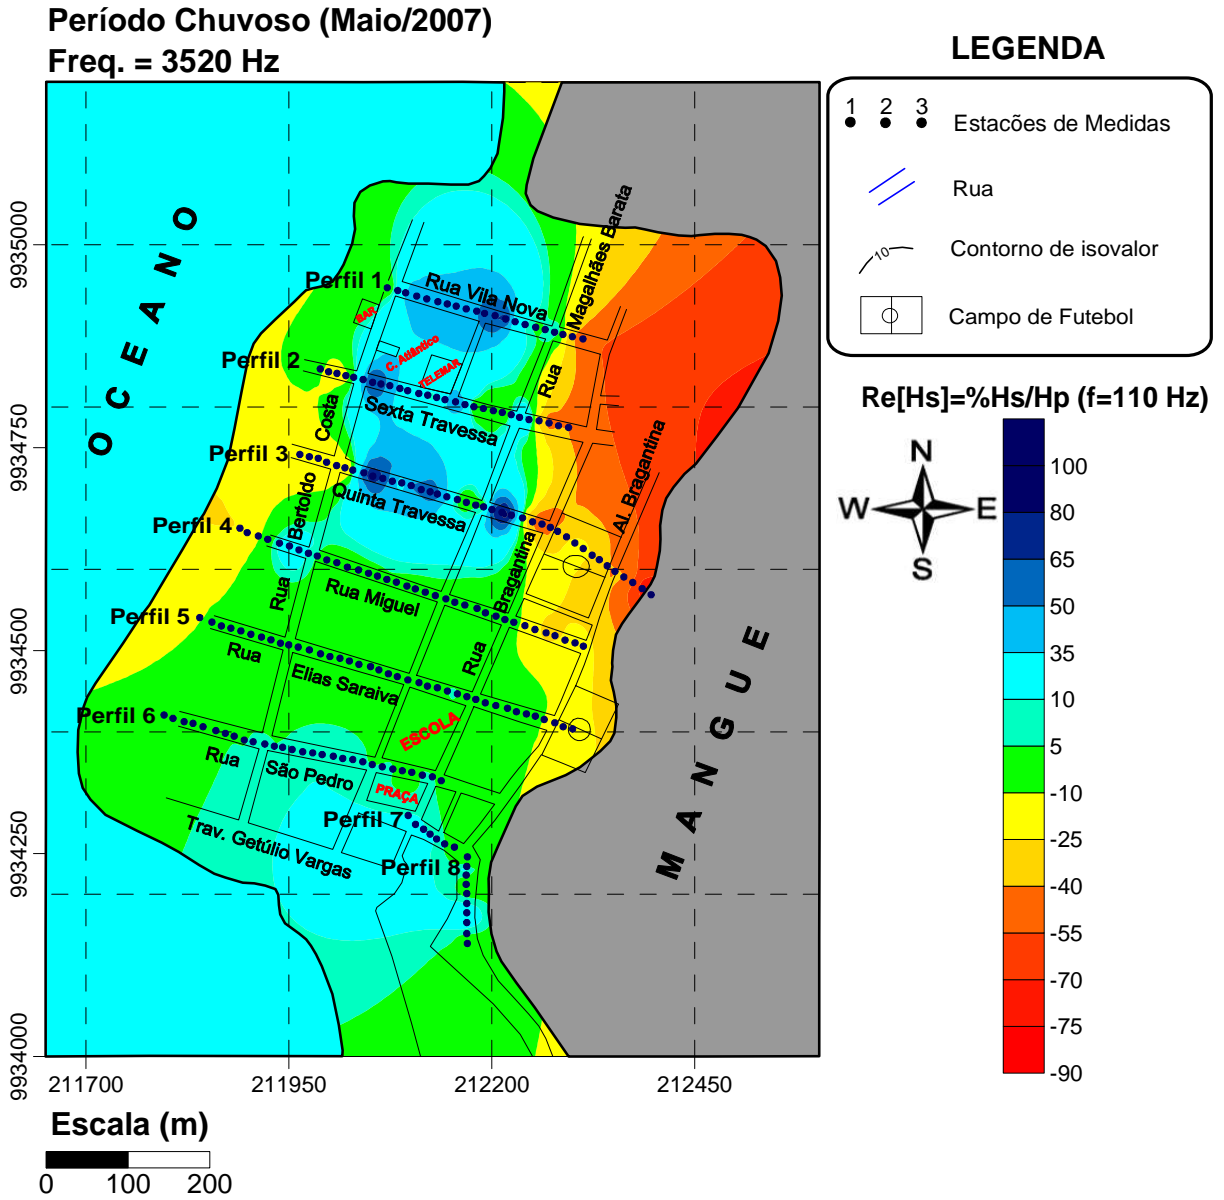 Período Chuvoso (Maio/2007)
Freq. = 3520 Hz
LEGENDA
1 2 3
Estacões de Medidas
Rua
10
Contorno de isovalor
Campo de Futebol
Re[Hs]=%Hs/Hp (f=110 Hz)
100
80
65
50
35
10
5
-10
-25
-40
-55
-70
-75
-90
N
W E
S
OCEANO
MANGUE
Perfil 1
Rua Vila Nova
Magalhães Barata
Rua
BAR
C. Atlântico
TELEMAR
Perfil 2
Sexta Travessa
Costa
Perfil 3
Quinta Travessa
Bertoldo
Rua
Al. Bragantina
Perfil 4
Rua Miguel
Bragantina
Rua
Perfil 5
Rua Elias Saraiva
ESCOLA
Perfil 6
Rua São Pedro
PRAÇA
Perfil 7
Trav. Getúlio Vargas
Perfil 8
9935000
9934750
9934500
9934250
9934000
211700 211950 212200 212450
Escala (m)
0 100 200